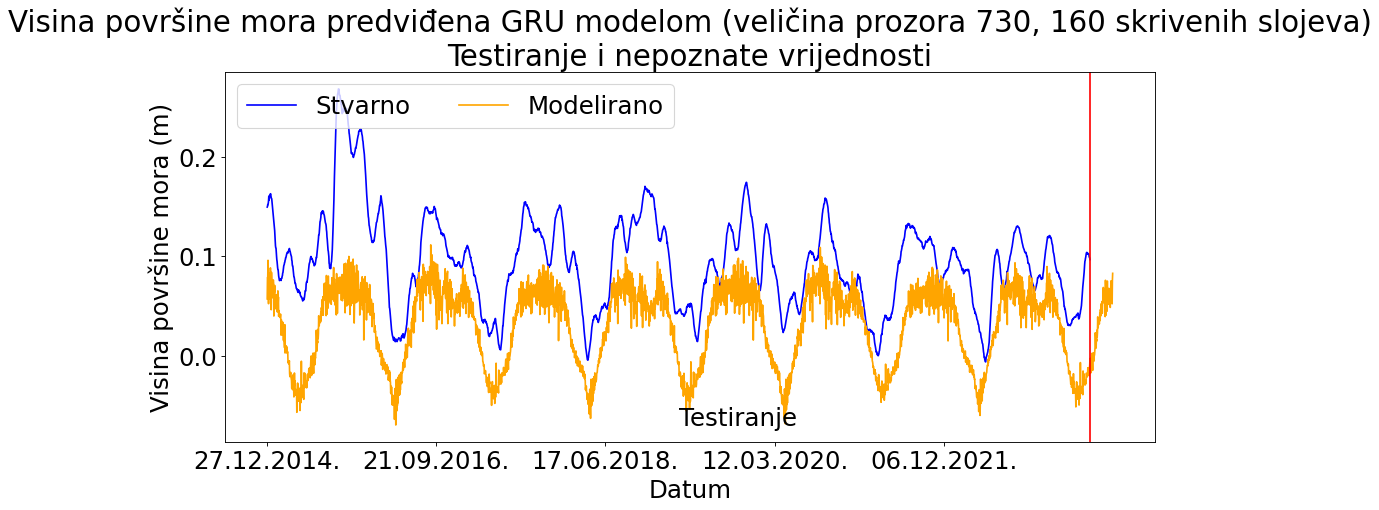 Visina površine mora predviđena GRU modelom (veličina prozora 730, 160 skrivenih slojeva)
Testiranje i nepoznate vrijednosti
Stvarno
Modelirano
Visina površine mora (m)
0.2
0.1
0.0
Testiranje
27.12.2014.
21.09.2016.
17.06.2018.
12.03.2020.
06.12.2021.
Datum